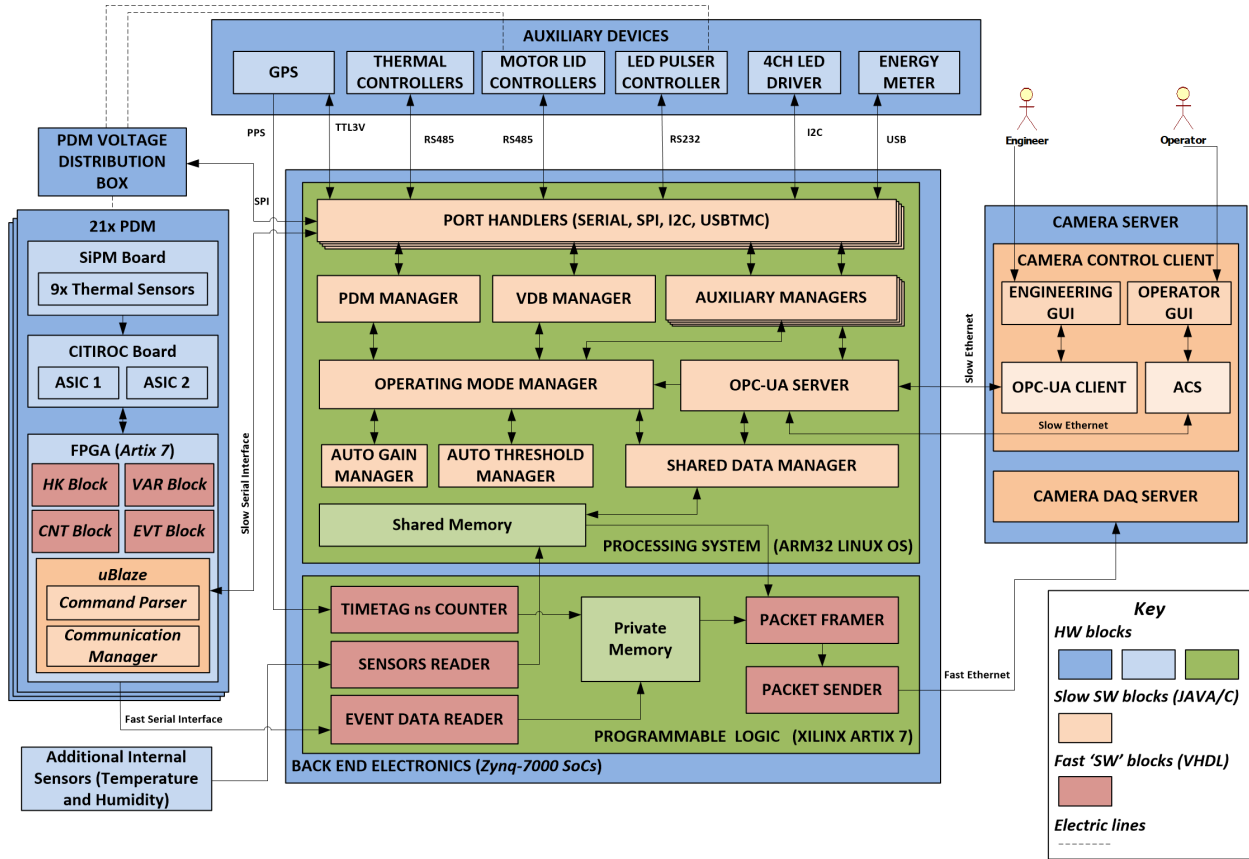 AUXILIARY DEVICES
GPS
THERMAL
CONTROLLERS
MOTOR LID
CONTROLLERS
LED PULSER
CONTROLLER
4CH LED
DRIVER
ENERGY
METER
PPS
TTL3V
RS485
RS485
RS232
I2C
USB
Engineer
Operator
PDM VOLTAGE
DISTRIBUTION
BOX
SPI
21x PDM
SiPM Board
9x Thermal Sensors
CITIROC Board
ASIC 1
ASIC 2
FPGA (Artix 7)
HK Block
VAR Block
CNT Block
EVT Block
uBlaze
Command Parser
Communication
Manager
Slow Serial Interface
Fast Serial Interface
Additional Internal
Sensors (Temperature
and Humidity)
PORT HANDLERS (SERIAL, SPI, I2C, USBTMC)
PDM MANAGER
VDB MANAGER
AUXILIARY MANAGERS
OPERATING MODE MANAGER
OPC-UA SERVER
AUTO GAIN
MANAGER
AUTO THRESHOLD
MANAGER
SHARED DATA MANAGER
Shared Memory
PROCESSING SYSTEM (ARM32 LINUX OS)
TIMETAG ns COUNTER
SENSORS READER
EVENT DATA READER
Private
Memory
PACKET FRAMER
PACKET SENDER
PROGRAMMABLE LOGIC (XILINX ARTIX 7)
BACK END ELECTRONICS (Zynq-7000 SoCs)
Slow Ethernet
Slow Ethernet
Fast Ethernet
CAMERA SERVER
CAMERA CONTROL CLIENT
ENGINEERING
GUI
OPERATOR
GUI
OPC-UA CLIENT
ACS
CAMERA DAQ SERVER
Key
HW blocks
Slow SW blocks (JAVA/C)
Fast ‘SW’ blocks (VHDL)
Electric lines